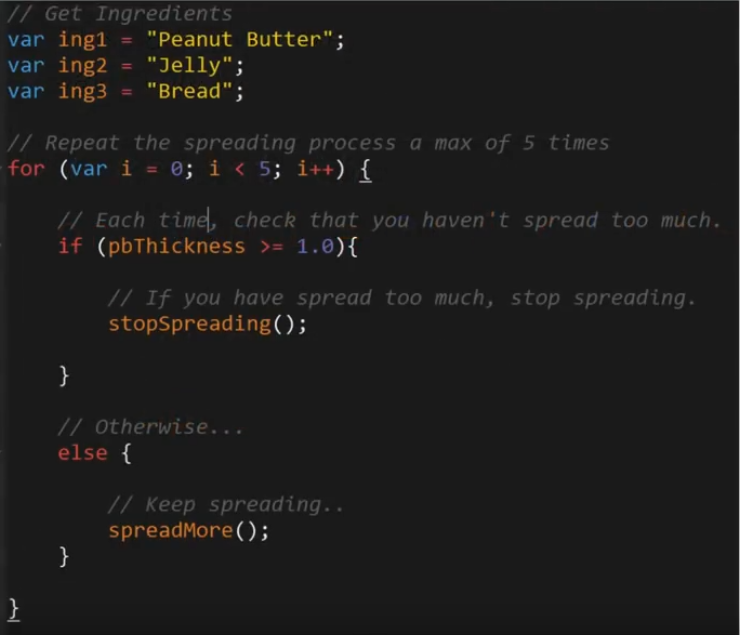 // Get Ingredients
var ing1 = "Peanut Butter";
var ing2 = "Jelly";
var ing3 = "Bread";
// Repeat the spreading process a max of 5 times
for (var i = 0; i < 5; i++) {
// Each time, check that you haven't spread too much.
if (pbThickness >= 1.0){
// If you have spread too much, stop spreading.
stopSpreading();
}
// Otherwise...
else {
// Keep spreading..
spreadMore();
}
}